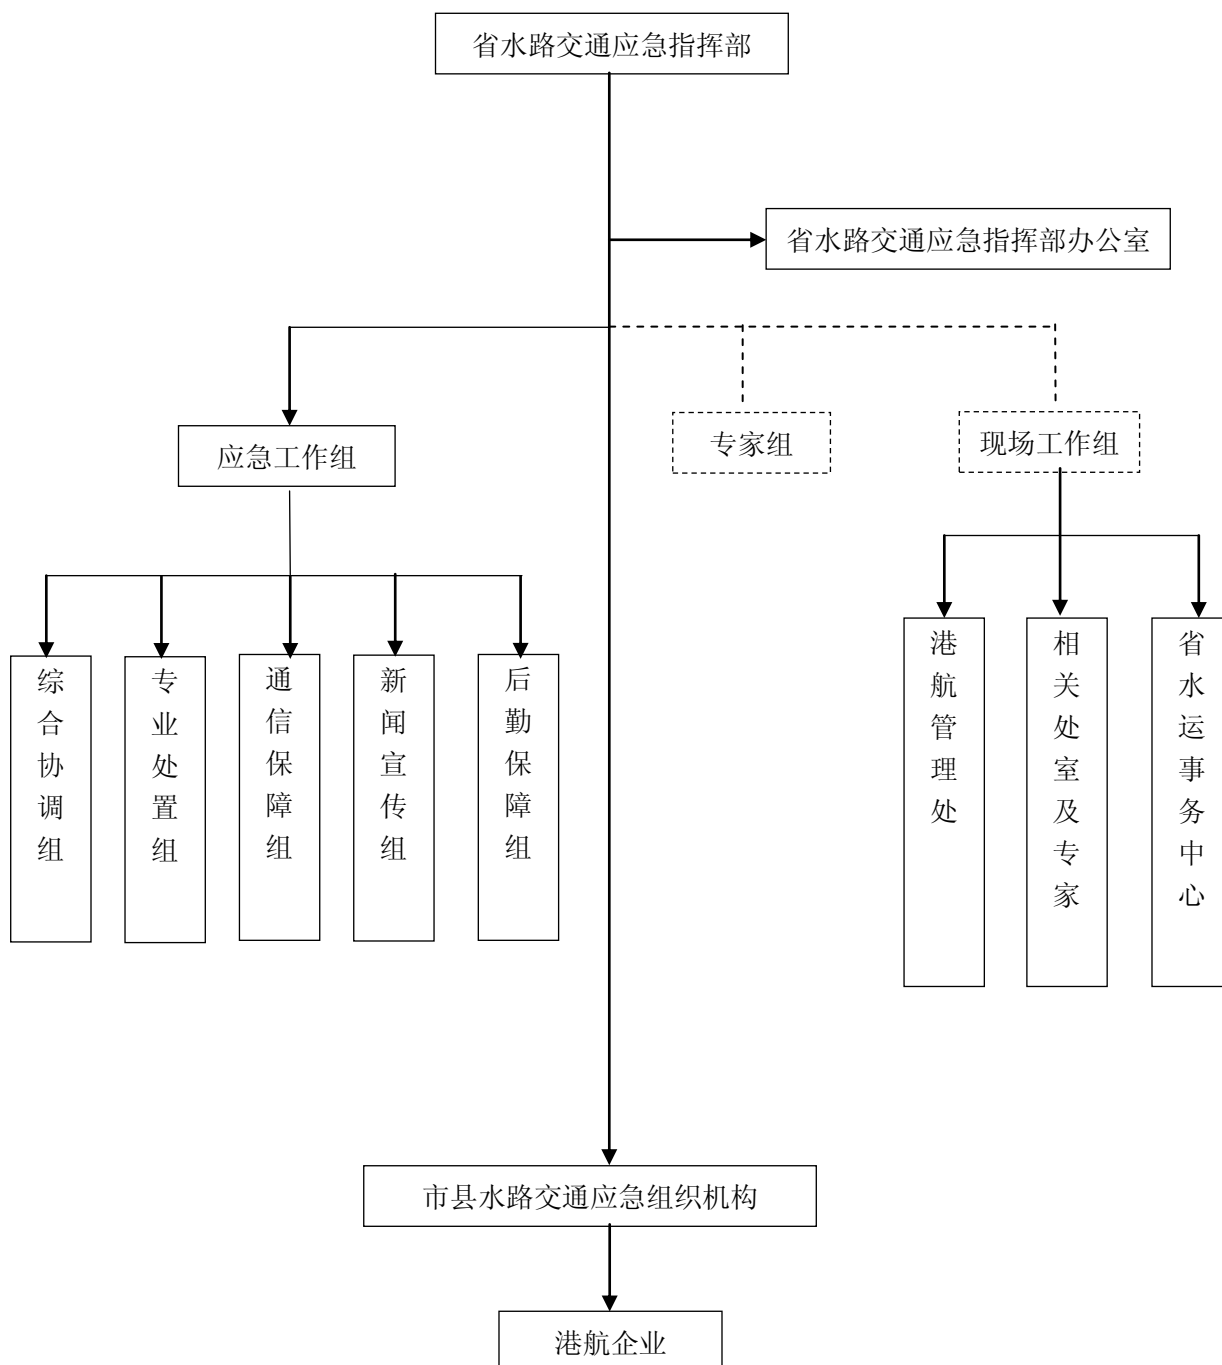 省水路交通应急指挥部
省水路交通应急指挥部办公室
应急工作组
专家组
现场工作组
综合协调组
专业处置组
通信保障组
新闻宣传组
后勤保障组
港航管理处
相关处室及专家
省水运事务中心
市县水路交通应急组织机构
港航企业